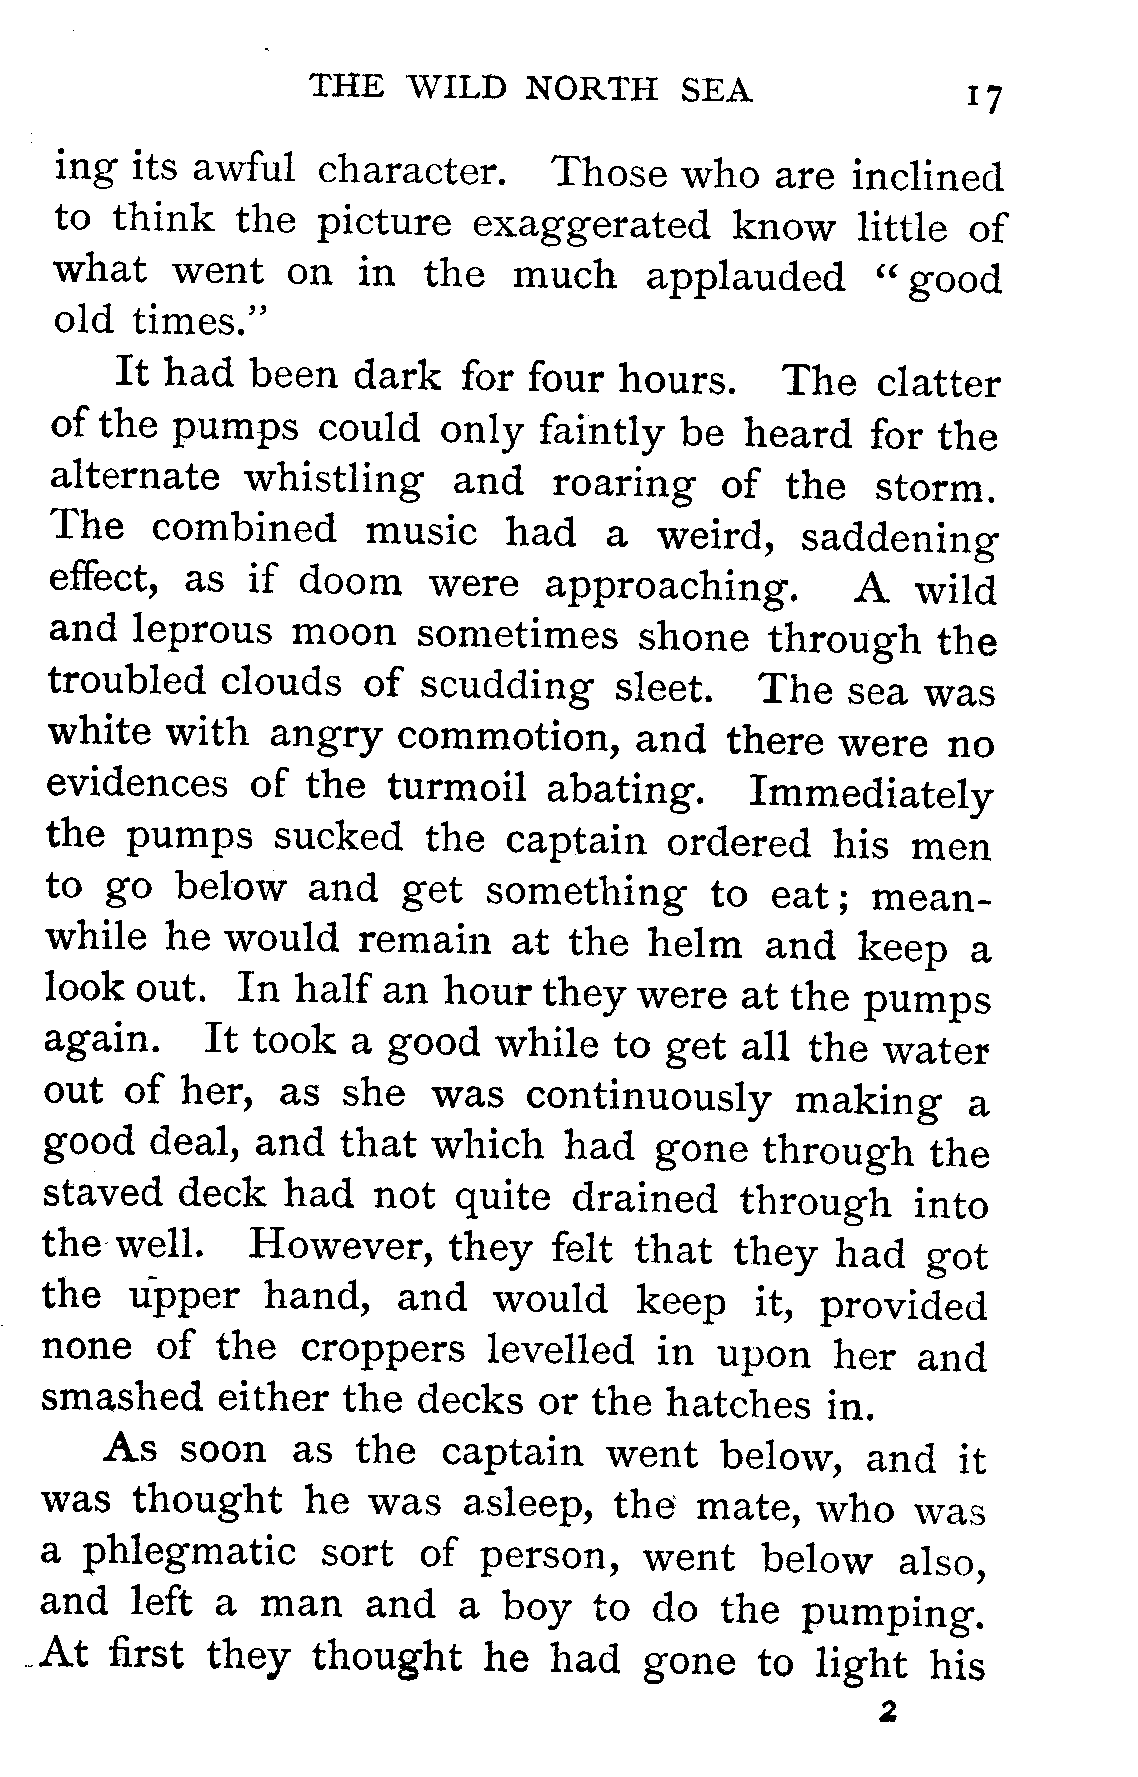 THE WILD NORTH SEA 17
ing its awful character. Those who are inclined
to think the picture exaggerated know little of
what went on in the much applauded “ good
old times.”
It had been dark for four hours. The clatter
of the pumps could only faintly be heard for the
alternate whistling and roaring of the storm.
The combined music had a weird, saddening
effect, as if doom were approaching. A wild
and leprous moon sometimes shone through the
troubled clouds of scudding sleet. The sea was
white with angry commotion, and there were no
evidences of the turmoil abating. Immediately
the pumps sucked the captain ordered his men
to go below and get something to eat ; mean-
while he would remain at the helm and keep a
look out. In half an hour they were at the pumps
again. It took a good while to get all the water
out of her, as she was continuously making a
good deal, and that which had gone through the
staved deck had not quite drained through into
the well. However, they felt that they had got
the upper hand, and would keep it, provided
none of the croppers levelled in upon her and
smashed either the decks or the hatches in.
As soon as the captain went below, and it
was thought he was asleep, the mate, who was
a phlegmatic sort of person, went below also,
and left a man and a boy to do the pumping.
At first they thought he had gone to light his
2